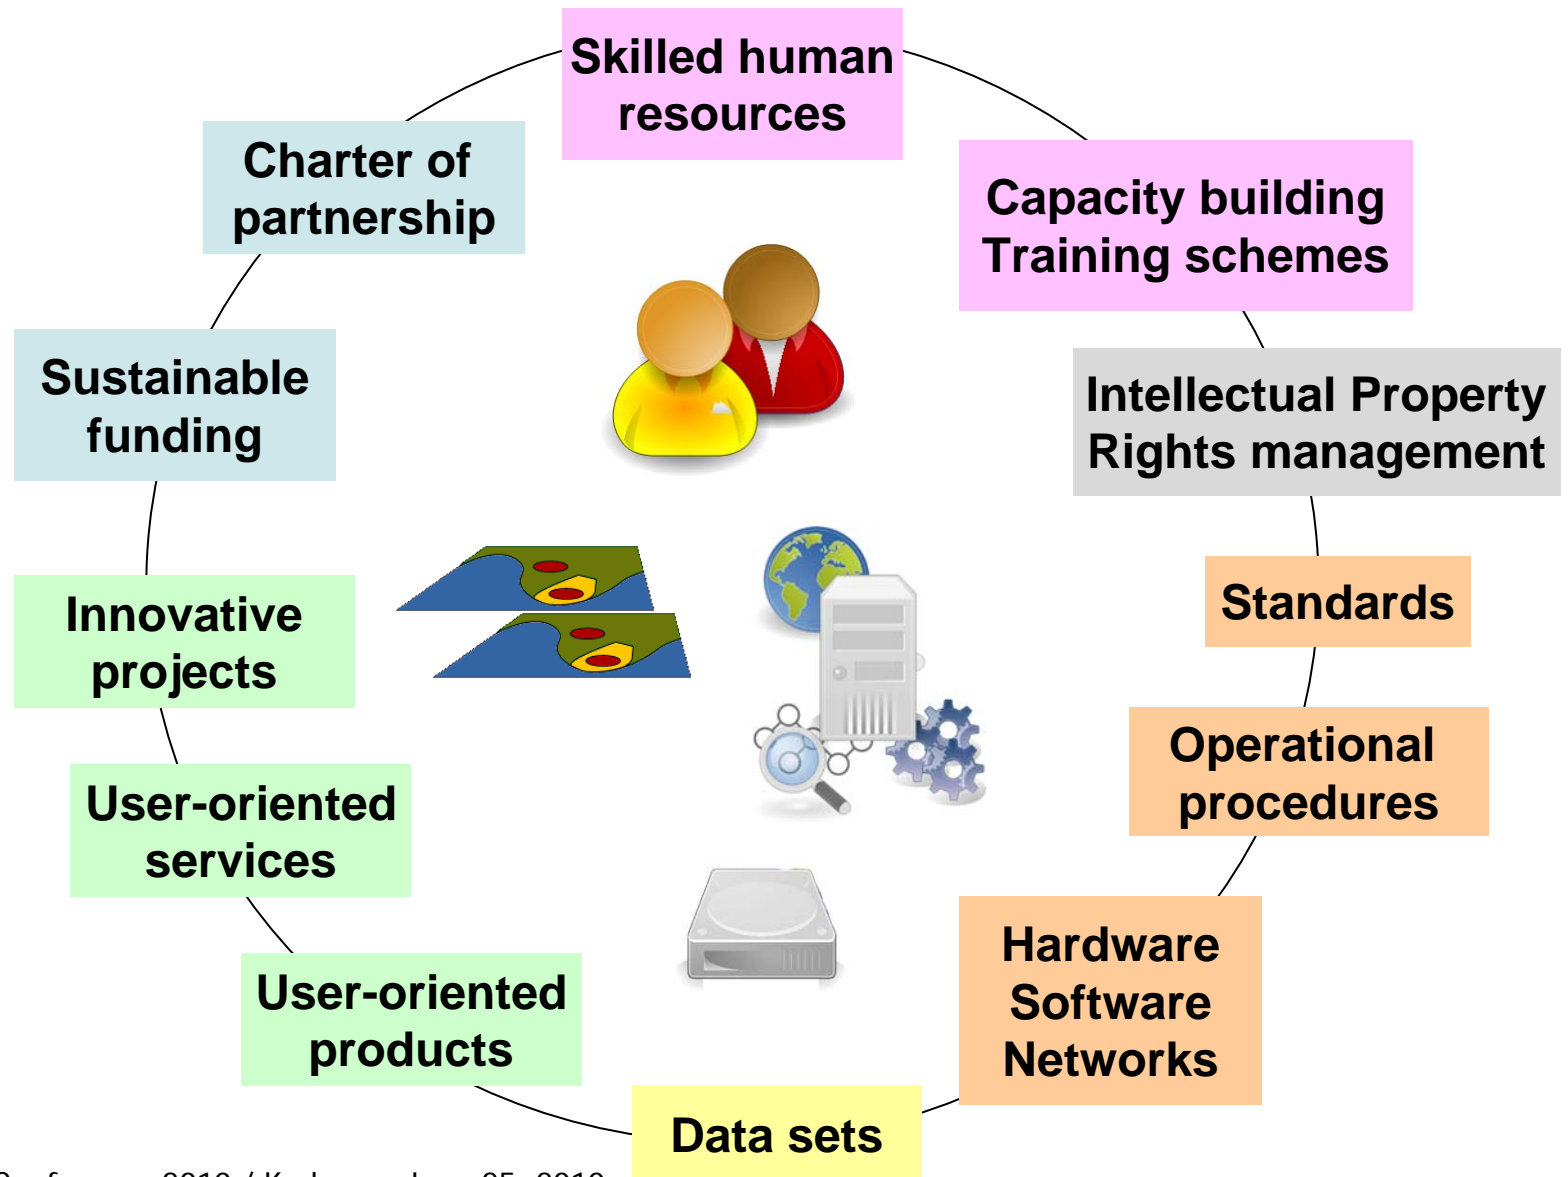 Skilled human
resources
Charter of
partnership
Capacity building
Training schemes
Sustainable
funding
Intellectual Property
Rights management
Innovative
projects
Standards
Operational
procedures
User-oriented
services
Hardware
Software
Networks
User-oriented
products
Data sets